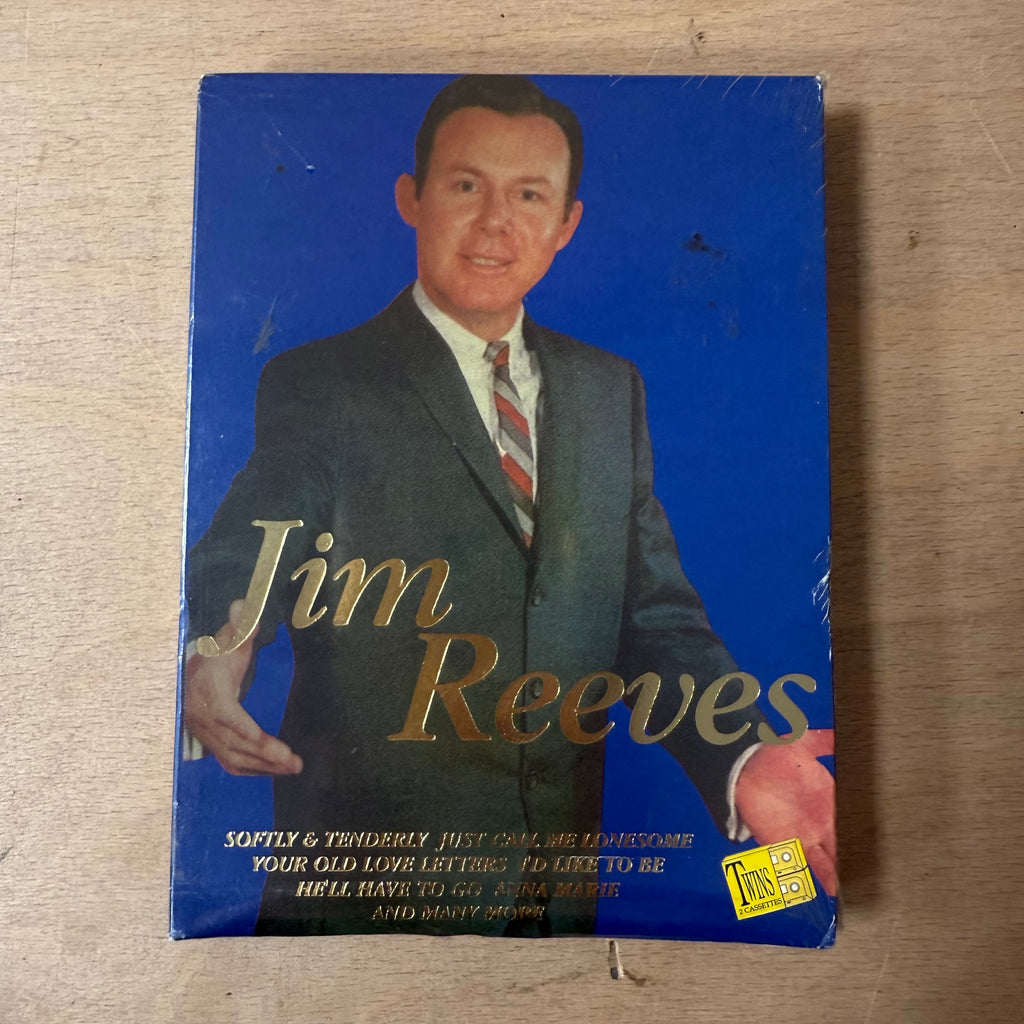 Jim
Reeves
SOFTLY & TENDERLY JUST CALL ME LONESOME
YOUR OLD LOVE LETTERS I'D LIKE TO BE
HE'LL HAVE TO GO ANNA MARIE
AND MANY MORE
TWINS
2 CASSETTES